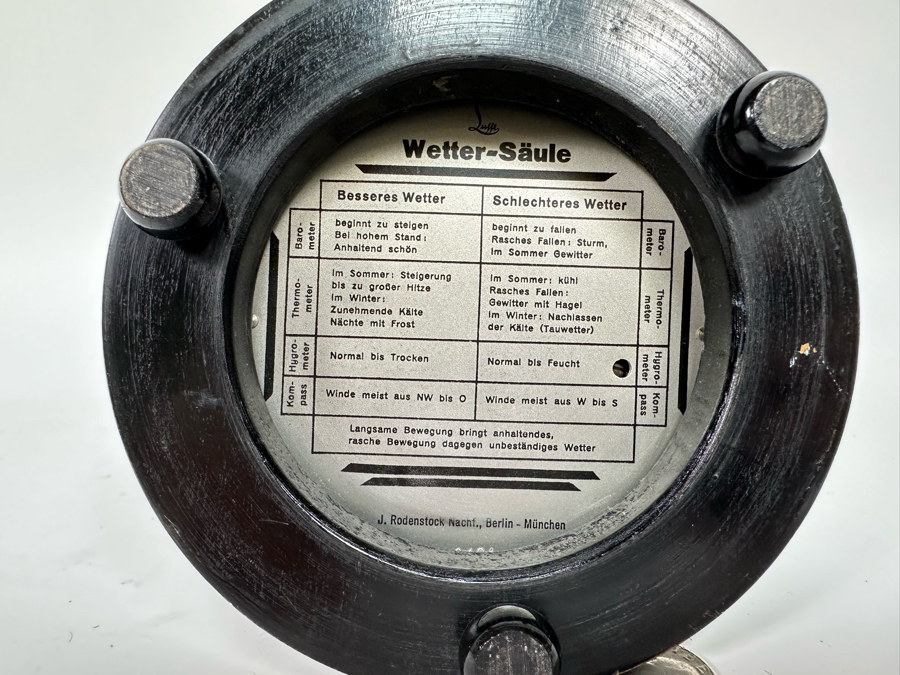 Lufft
Wetter-Säule
Besseres Wetter
Schlechteres Wetter
Baro-
meter
beginnt zu steigen
Bei hohem Stand:
Anhaltend schön
beginnt zu fallen
Rasches Fallen: Sturm,
im Sommer Gewitter
Baro-
meter
Thermo-
meter
im Sommer: Steigerung
bis zu großer Hitze
im Winter:
Zunehmende Kälte
Nächte mit Frost
im Sommer: kühl
Rasches Fallen:
Gewitter mit Hagel
im Winter: Nachlassen
der Kälte (Tauwetter)
Thermo-
meter
Hygro-
meter
Normal bis Trocken
Normal bis Feucht
Hygro-
meter
Kom-
pass
Winde meist aus NW bis O
Winde meist aus W bis S
Kom-
pass
Langsame Bewegung bringt anhaltendes,
rasche Bewegung dagegen unbeständiges Wetter
J. Rodenstock Nachf., Berlin - München